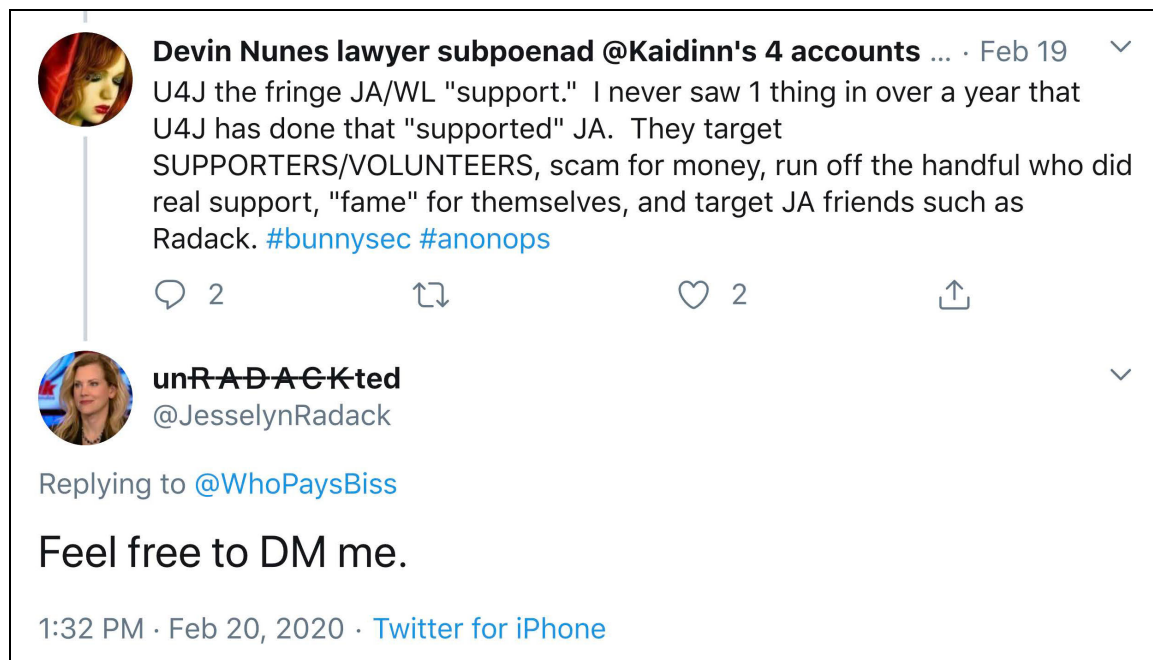 Devin Nunes lawyer subpoenad @Kaidinn's 4 accounts ... · Feb 19
U4J the fringe JA/WL "support." I never saw 1 thing in over a year that
U4J has done that "supported" JA. They target
SUPPORTERS/VOLUNTEERS, scam for money, run off the handful who did
real support, "fame" for themselves, and target JA friends such as
Radack. #bunnysec #anonops
2 2
unRADACKted
@JesselynRadack
Replying to @WhoPaysBiss
Feel free to DM me.
1:32 PM · Feb 20, 2020 · Twitter for iPhone